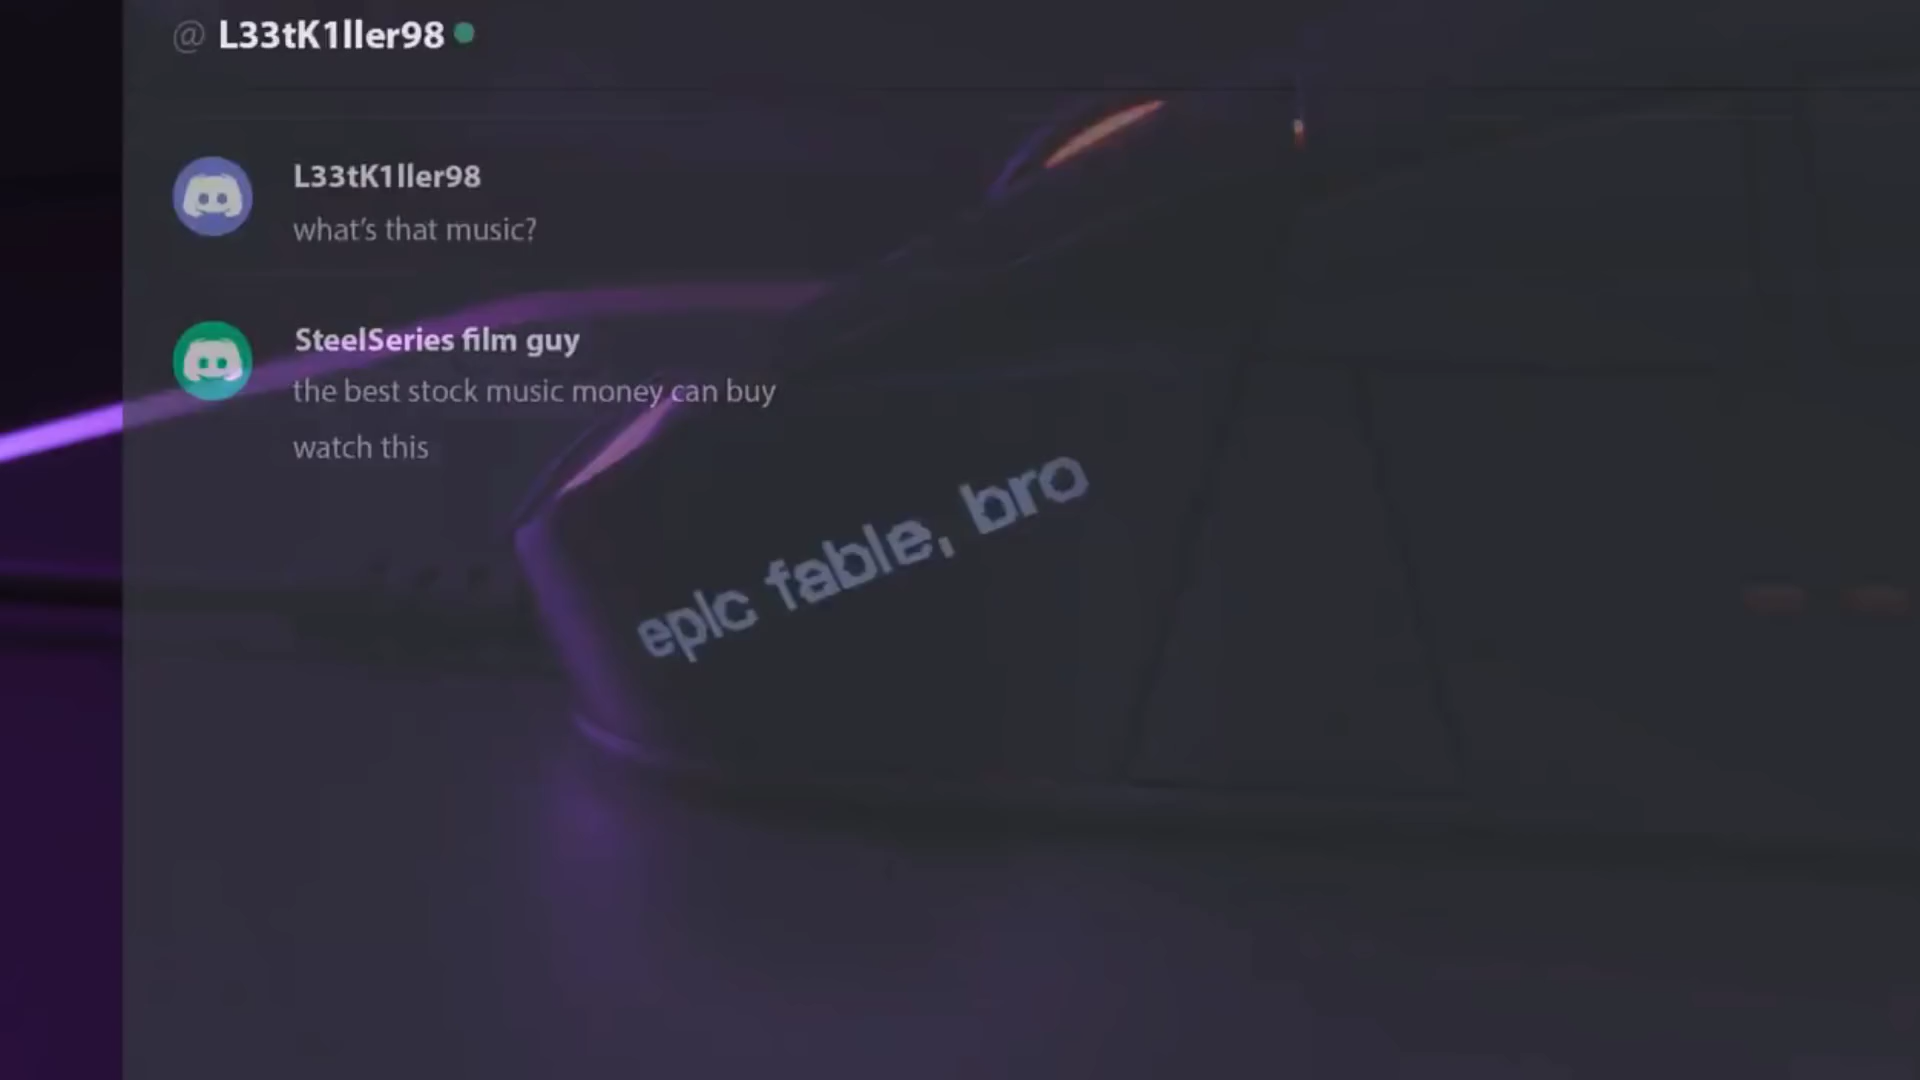 @ L33tK1ller98
L33tK1ller98
what's that music?
SteelSeries film guy
the best stock music money can buy
watch this
epic fable, bro